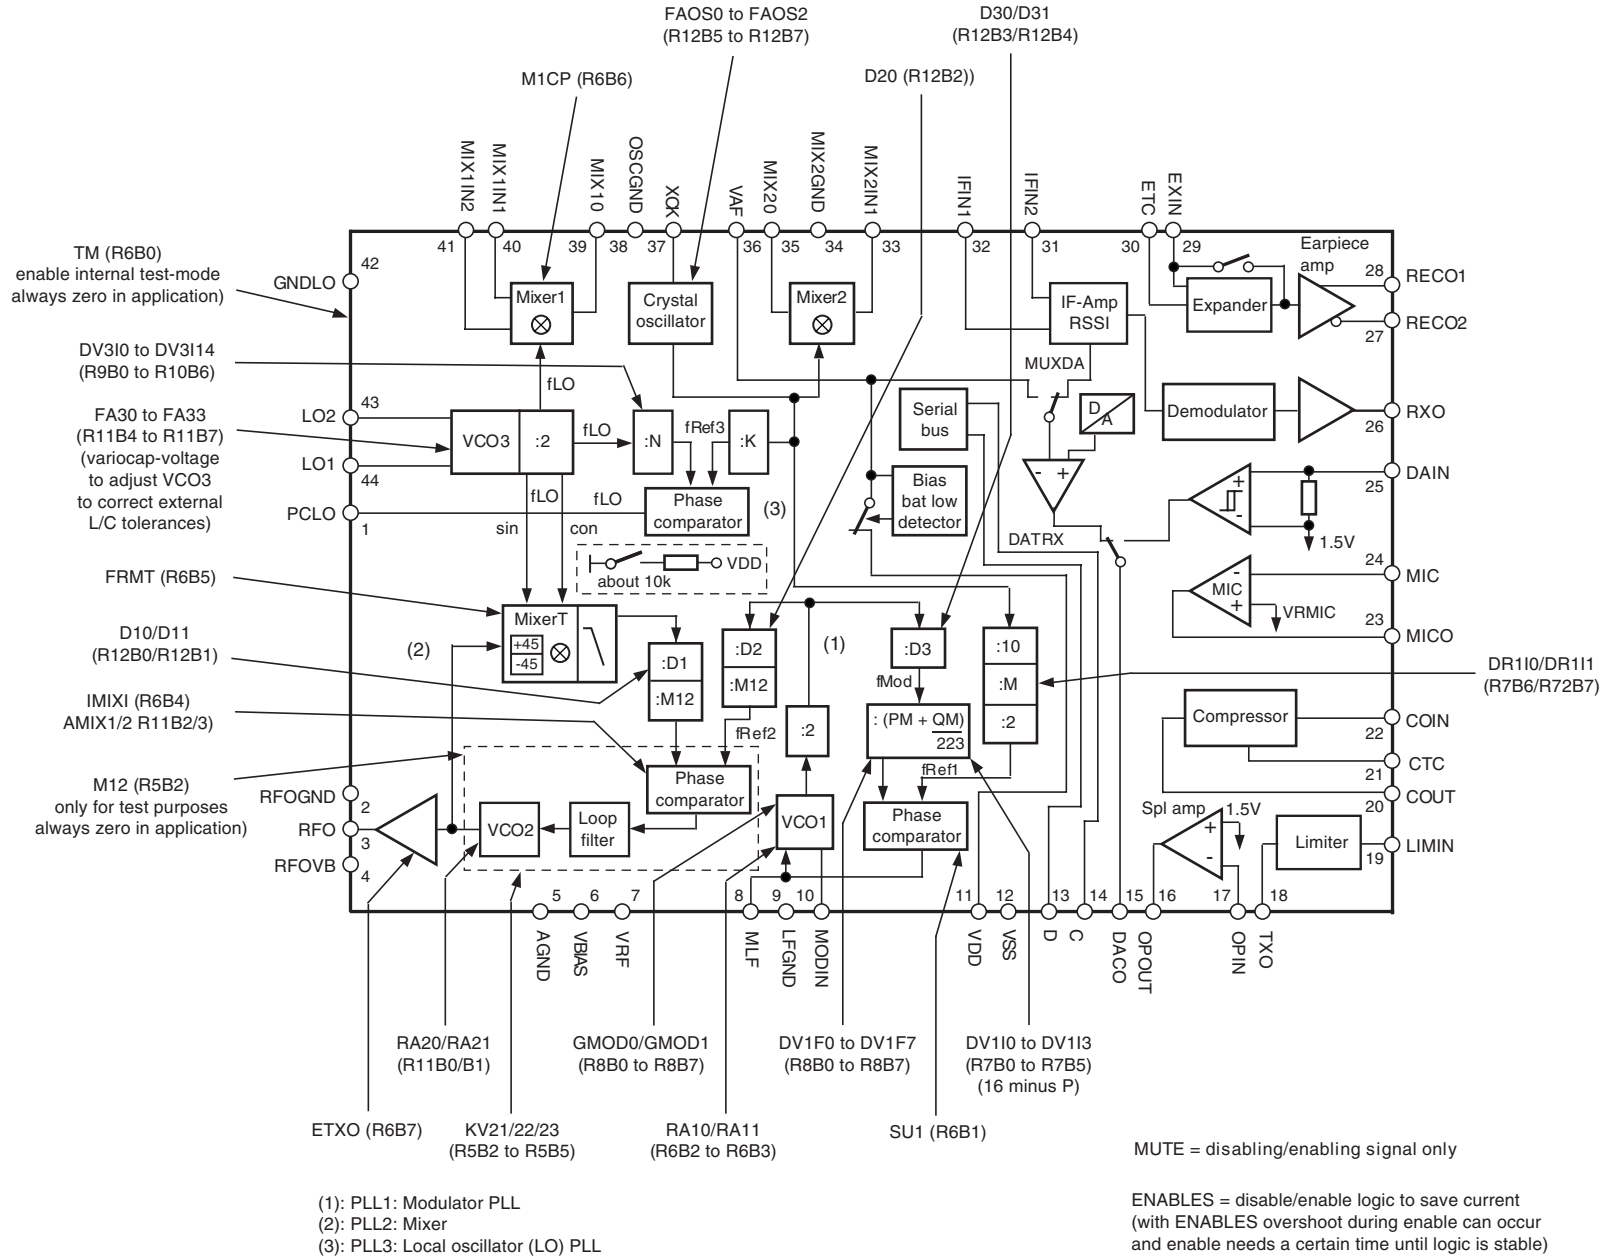 FAOS0 to FAOS2
(R12B5 to R12B7)
D30/D31
(R12B3/R12B4)
M1CP (R6B6)
D20 (R12B2))
MIX1IN2
MIX1IN1
MIX10
OSCGND
XCK
VAF
MIX20
MIX2GND
MIX2IN1
IFIN1
IFIN2
ETC
EXIN
41
40
39
38
37
36
35
34
33
32
31
30
29
TM (R6B0)
enable internal test-mode
always zero in application)
42
GNDLO
Mixer1
Crystal
oscillator
Mixer2
IF-Amp
RSSI
Expander
Earpiece
amp
28
RECO1
RECO2
27
DV3I0 to DV3I14
(R9B0 to R10B6)
fLO
MUXDA
FA30 to FA33
(R11B4 to R11B7)
(variocap-voltage
to adjust VCO3
to correct external
L/C tolerances)
43
LO2
LO1
44
VCO3
:2
fLO
:N
fRef3
:K
Serial
bus
D
A
Demodulator
RXO
26
- +
fLO
fLO
Phase
comparator
(3)
Bias
bat low
detector
+
-
DAIN
25
PCLO
1
sin
con
DATRX
1.5V
VDD
about 10k
24
MIC
FRMT (R6B5)
MixerT
+45
-45
(2)
-
MIC
+
VRMIC
23
MICO
D10/D11
(R12B0/R12B1)
:D1
:M12
:D2
:M12
(1)
:D3
fMod
:10
:M
:2
DR1I0/DR1I1
(R7B6/R72B7)
IMIXI (R6B4)
AMIX1/2 R11B2/3)
fRef2
:2
: (PM + QM)
223
Compressor
COIN
22
CTC
21
M12 (R5B2)
only for test purposes
always zero in application)
Phase
comparator
fRef1
COUT
20
RFOGND
2
RFO
3
RFOVB
4
VCO2
Loop
filter
VCO1
Phase
comparator
Spl amp
1.5V
+
-
Limiter
LIMIN
19
5
6
7
8
9
10
11
12
13
14
15
16
17
18
AGND
VBIAS
VRF
MLF
LFGND
MODIN
VDD
VSS
D
C
DACO
OPOUT
OPIN
TXO
RA20/RA21
(R11B0/B1)
GMOD0/GMOD1
(R8B0 to R8B7)
DV1F0 to DV1F7
(R8B0 to R8B7)
DV1I0 to DV1I3
(R7B0 to R7B5)
(16 minus P)
ETXO (R6B7)
KV21/22/23
(R5B2 to R5B5)
RA10/RA11
(R6B2 to R6B3)
SU1 (R6B1)
MUTE = disabling/enabling signal only
(1): PLL1: Modulator PLL
(2): PLL2: Mixer
(3): PLL3: Local oscillator (LO) PLL
ENABLES = disable/enable logic to save current
(with ENABLES overshoot during enable can occur
and enable needs a certain time until logic is stable)